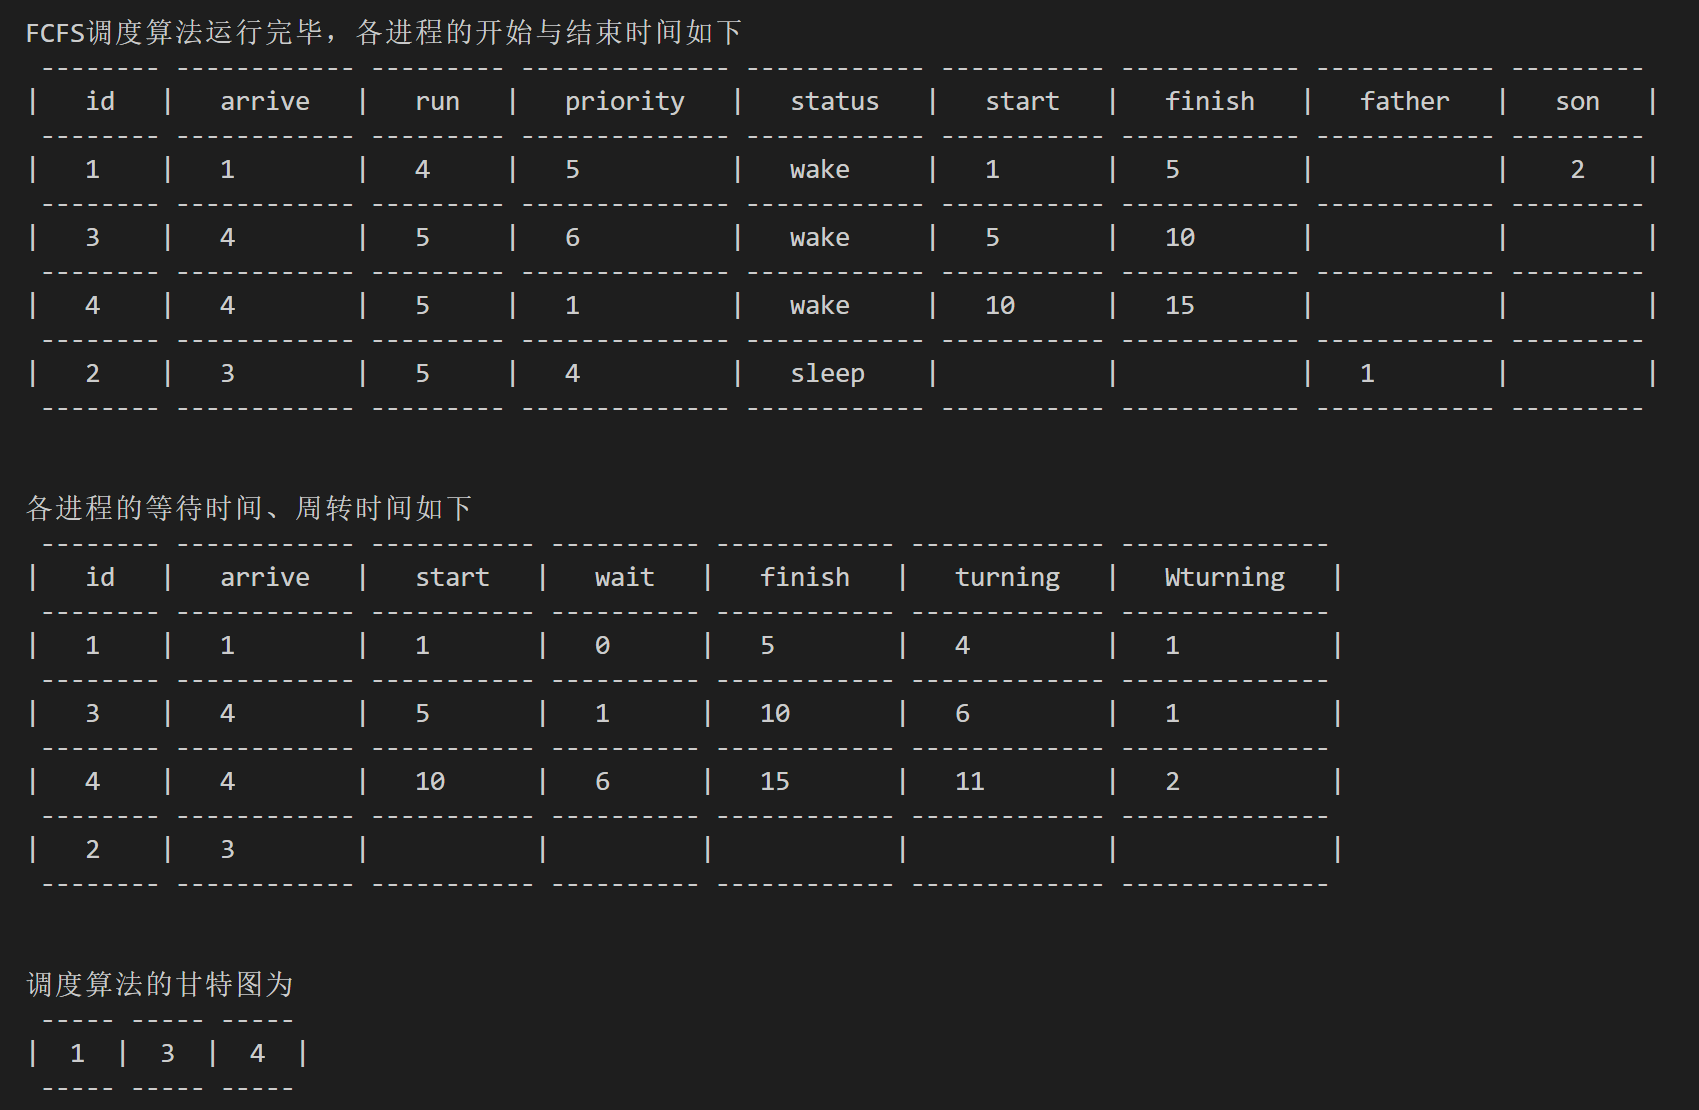 FCFS调度算法运行完毕，各进程的开始与结束时间如下
 -------- ------------ --------- -------------- ------------ ----------- ------------ ------------ ---------
|   id   |   arrive   |   run   |   priority   |   status   |   start   |   finish   |   father   |   son   |
 -------- ------------ --------- -------------- ------------ ----------- ------------ ------------ ---------
|   1    |   1        |   4     |   5          |   wake     |   1       |   5        |            |    2    |
 -------- ------------ --------- -------------- ------------ ----------- ------------ ------------ ---------
|   3    |   4        |   5     |   6          |   wake     |   5       |   10       |            |         |
 -------- ------------ --------- -------------- ------------ ----------- ------------ ------------ ---------
|   4    |   4        |   5     |   1          |   wake     |   10      |   15       |            |         |
 -------- ------------ --------- -------------- ------------ ----------- ------------ ------------ ---------
|   2    |   3        |   5     |   4          |   sleep    |           |            |   1        |         |
 -------- ------------ --------- -------------- ------------ ----------- ------------ ------------ ---------
各进程的等待时间、周转时间如下
 -------- ------------ ----------- ---------- ------------ ------------- --------------
|   id   |   arrive   |   start   |   wait   |   finish   |   turning   |   Wturning   |
 -------- ------------ ----------- ---------- ------------ ------------- --------------
|   1    |   1        |   1       |   0      |   5        |   4         |   1          |
 -------- ------------ ----------- ---------- ------------ ------------- --------------
|   3    |   4        |   5       |   1      |   10       |   6         |   1          |
 -------- ------------ ----------- ---------- ------------ ------------- --------------
|   4    |   4        |   10      |   6      |   15       |   11        |   2          |
 -------- ------------ ----------- ---------- ------------ ------------- --------------
|   2    |   3        |           |          |            |             |              |
 -------- ------------ ----------- ---------- ------------ ------------- --------------
调度算法的甘特图为
 ----- ----- -----
|  1  |  3  |  4  |
 ----- ----- -----